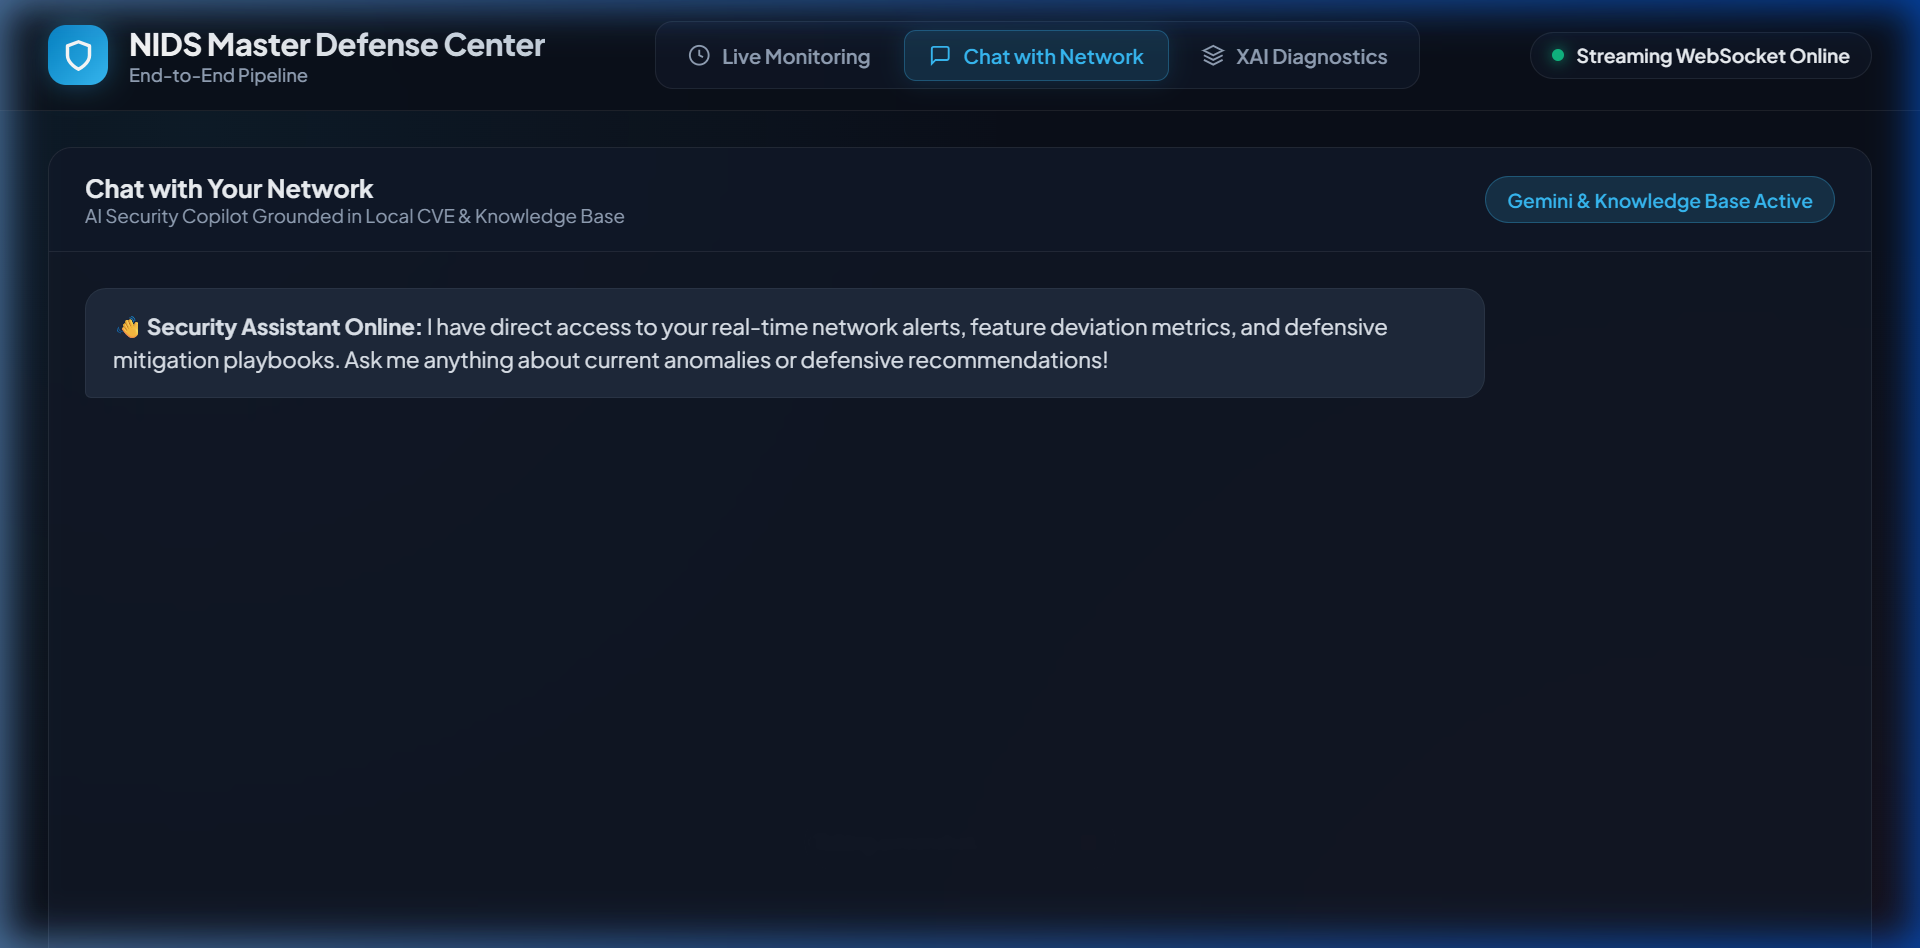 NIDS Master Defense Center
End-to-End Pipeline
Live Monitoring
Chat with Network
XAI Diagnostics
Streaming WebSocket Online
Chat with Your Network
AI Security Copilot Grounded in Local CVE & Knowledge Base
Gemini & Knowledge Base Active
👋 Security Assistant Online: I have direct access to your real-time network alerts, feature deviation metrics, and defensive
mitigation playbooks. Ask me anything about current anomalies or defensive recommendations!